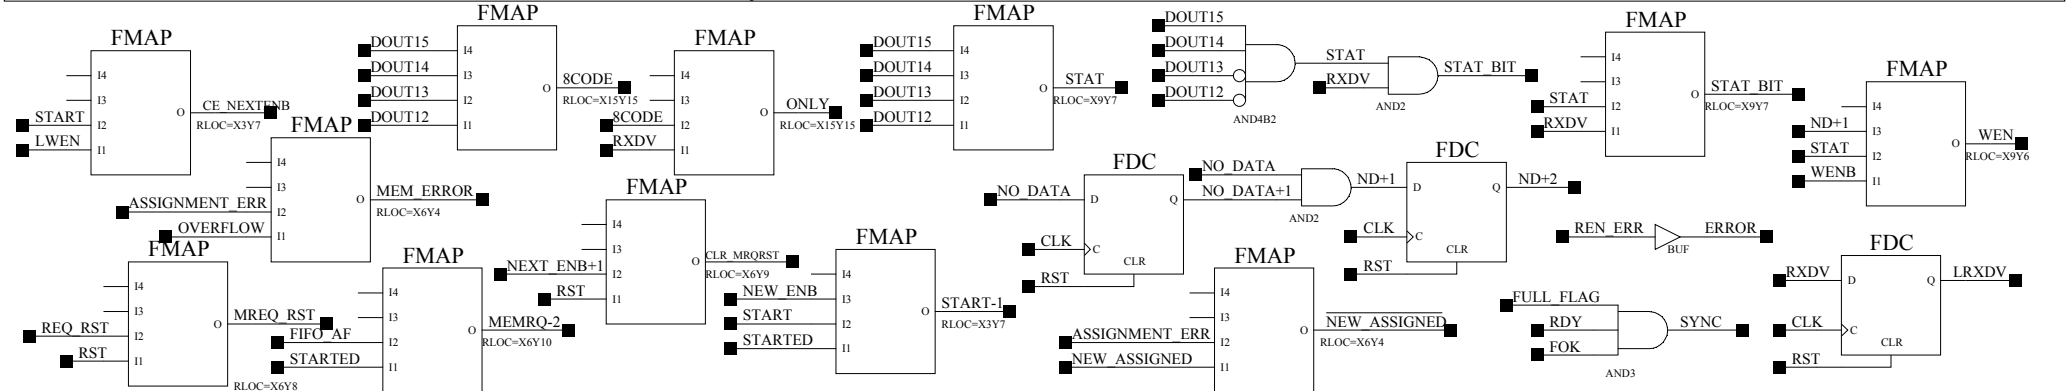 FMAP
I4
I3
START I2
LWEN I1
O CE_NEXTENB
RLOC=X3Y7
FMAP
I4
I3
ASSIGNMENT_ERR I2
OVERFLOW I1
O MEM_ERROR
RLOC=X6Y4
FMAP
I4
I3
REQ_RST I2
RST I1
O MREQ_RST
RLOC=X6Y8
FMAP
DOUT15 I4
DOUT14 I3
DOUT13 I2
DOUT12 I1
O 8CODE
RLOC=X15Y15
FMAP
I4
I3
FIFO_AF I2
STARTED I1
O MEMRQ-2
RLOC=X6Y10
FMAP
I4
I3
8CODE I2
RXDV I1
O ONLY
RLOC=X15Y15
FMAP
I4
I3
NEXT_ENB+1 I2
RST I1
O CLR_MRQRST
RLOC=X6Y9
FMAP
I4
NEW_ENB I3
START I2
STARTED I1
O START-1
RLOC=X3Y7
FMAP
DOUT15 I4
DOUT14 I3
DOUT13 I2
DOUT12 I1
O STAT
RLOC=X9Y7
DOUT15
DOUT14
DOUT13
DOUT12
AND4B2
STAT
RXDV
AND2
STAT_BIT
FDC
NO_DATA D
CLK C
RST CLR
Q NO_DATA+1
NO_DATA
AND2
ND+1
FDC
D
CLK C
RST CLR
Q ND+2
FMAP
I4
I3
ASSIGNMENT_ERR I2
NEW_ASSIGNED I1
O NEW_ASSIGNED
RLOC=X6Y4
FMAP
I4
I3
STAT I2
RXDV I1
O STAT_BIT
RLOC=X9Y7
FMAP
I4
ND+1 I3
STAT I2
WENB I1
O WEN
RLOC=X9Y6
REN_ERR BUF ERROR
FULL_FLAG
RDY
FOK
AND3
SYNC
FDC
RXDV D
CLK C
RST CLR
Q LRXDV